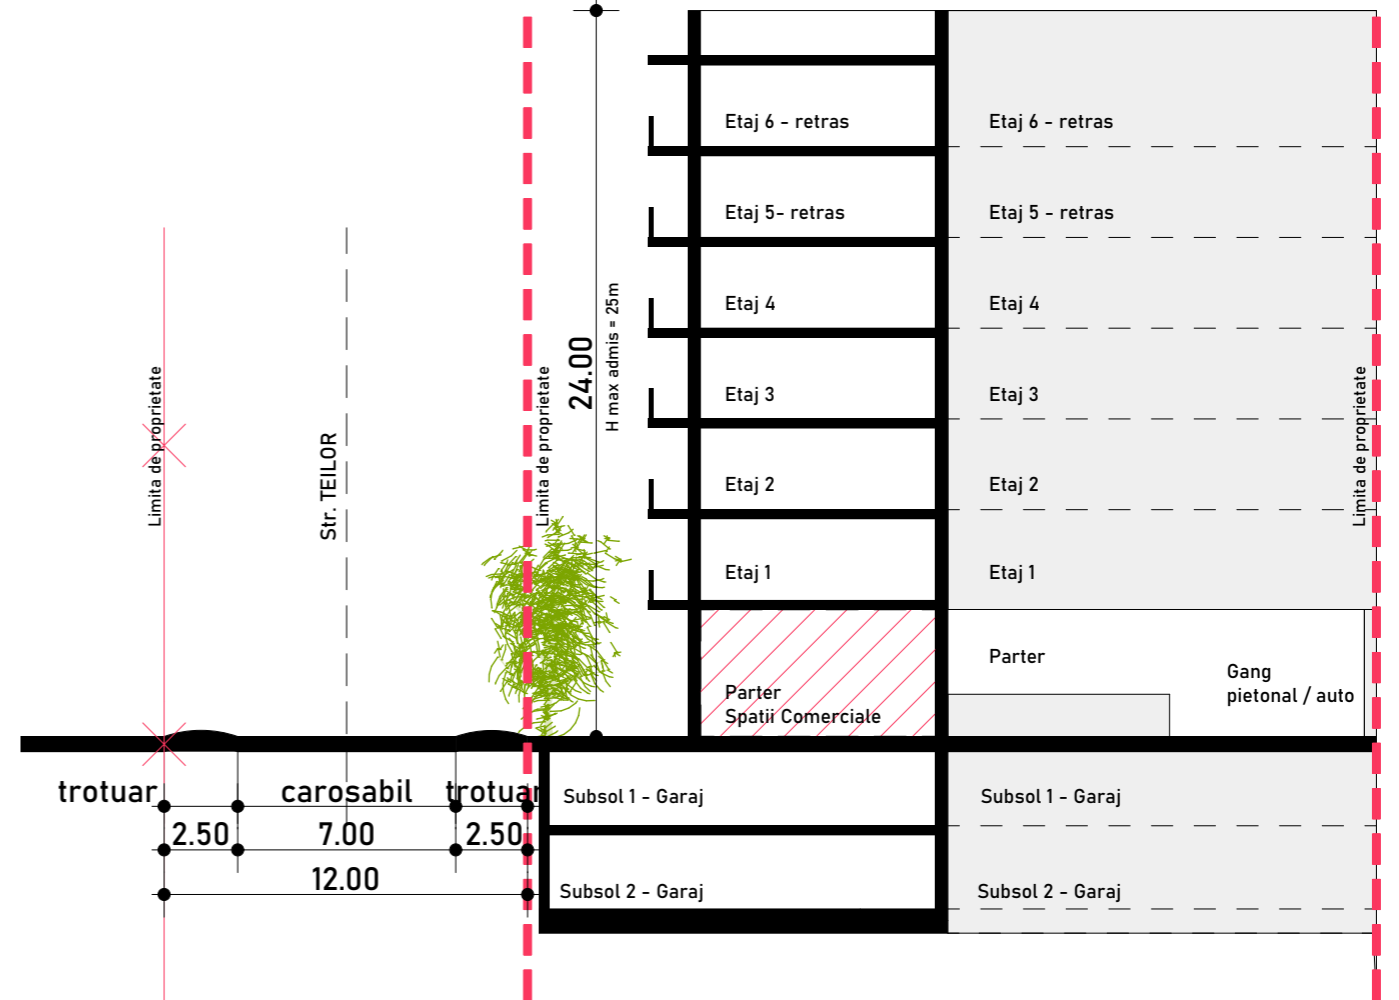 Etaj 6 - retras
Etaj 6 - retras
Etaj 5- retras
Etaj 5 - retras
Etaj 4
Etaj 4
Etaj 3
Etaj 3
Etaj 2
Etaj 2
Etaj 1
Etaj 1
24.00
H max admis = 25m
Limita de proprietate
Str. TEILOR
Limita de proprietate
Limita de proprietate
Parter
Spatii Comerciale
Parter
Gang
pietonal / auto
trotuar
carosabil
trotuar
Subsol 1 - Garaj
Subsol 1 - Garaj
2.50
7.00
2.50
12.00
Subsol 2 - Garaj
Subsol 2 - Garaj